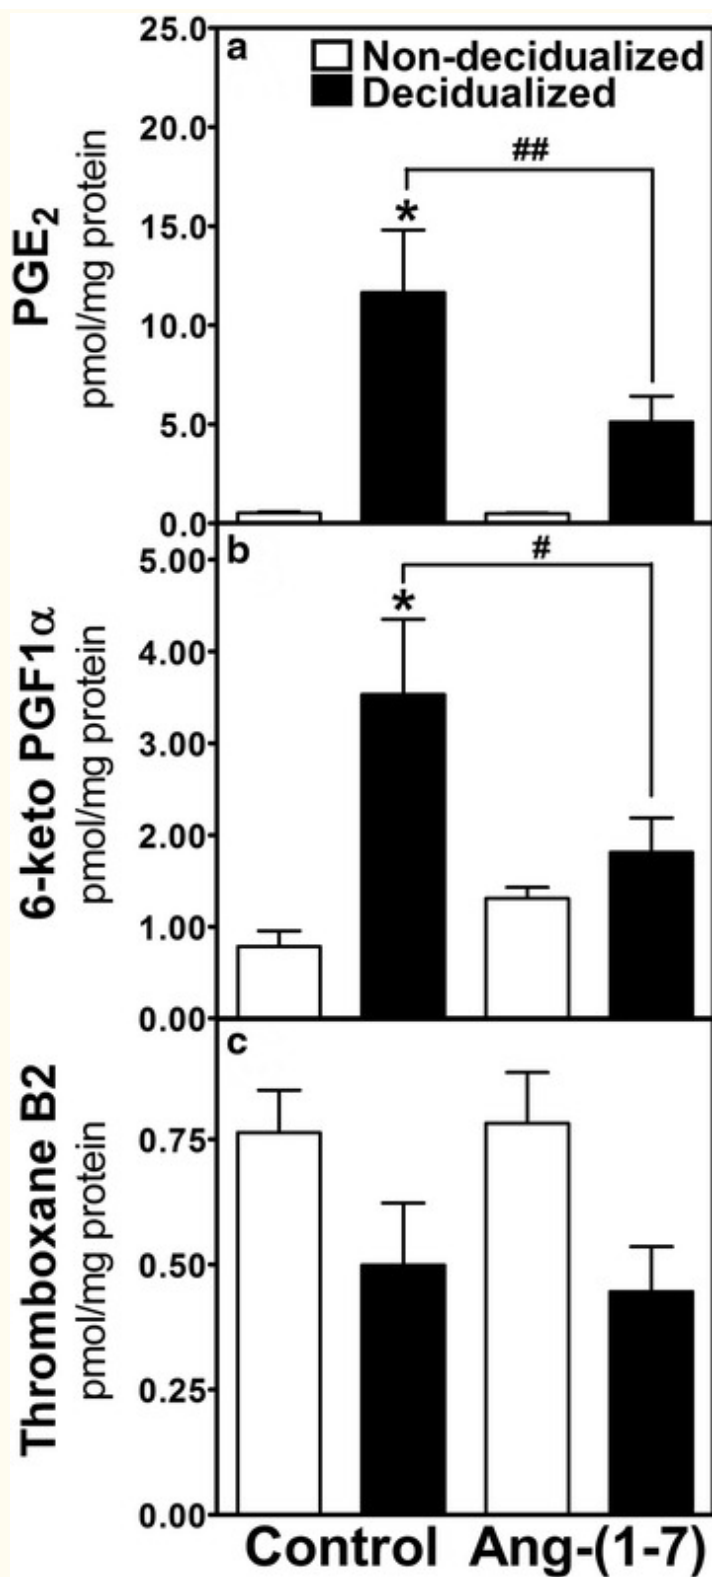 a
Non-decidualized
Decidualized
PGE₂
pmol/mg protein
25.0
20.0
15.0
10.0
5.0
0.0
##
*
b
6-keto PGF1α
pmol/mg protein
5.00
4.00
3.00
2.00
1.00
0.00
#
*
c
Thromboxane B2
pmol/mg protein
0.75
0.50
0.25
0.00
Control Ang-(1-7)